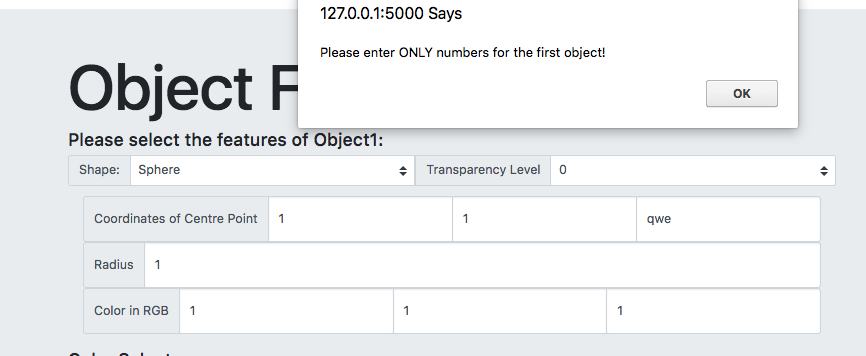 127.0.0.1:5000 Says
Please enter ONLY numbers for the first object!
OK
Object F
Please select the features of Object1:
Shape: Sphere Transparency Level 0
Coordinates of Centre Point 1 1 qwe
Radius 1
Color in RGB 1 1 1